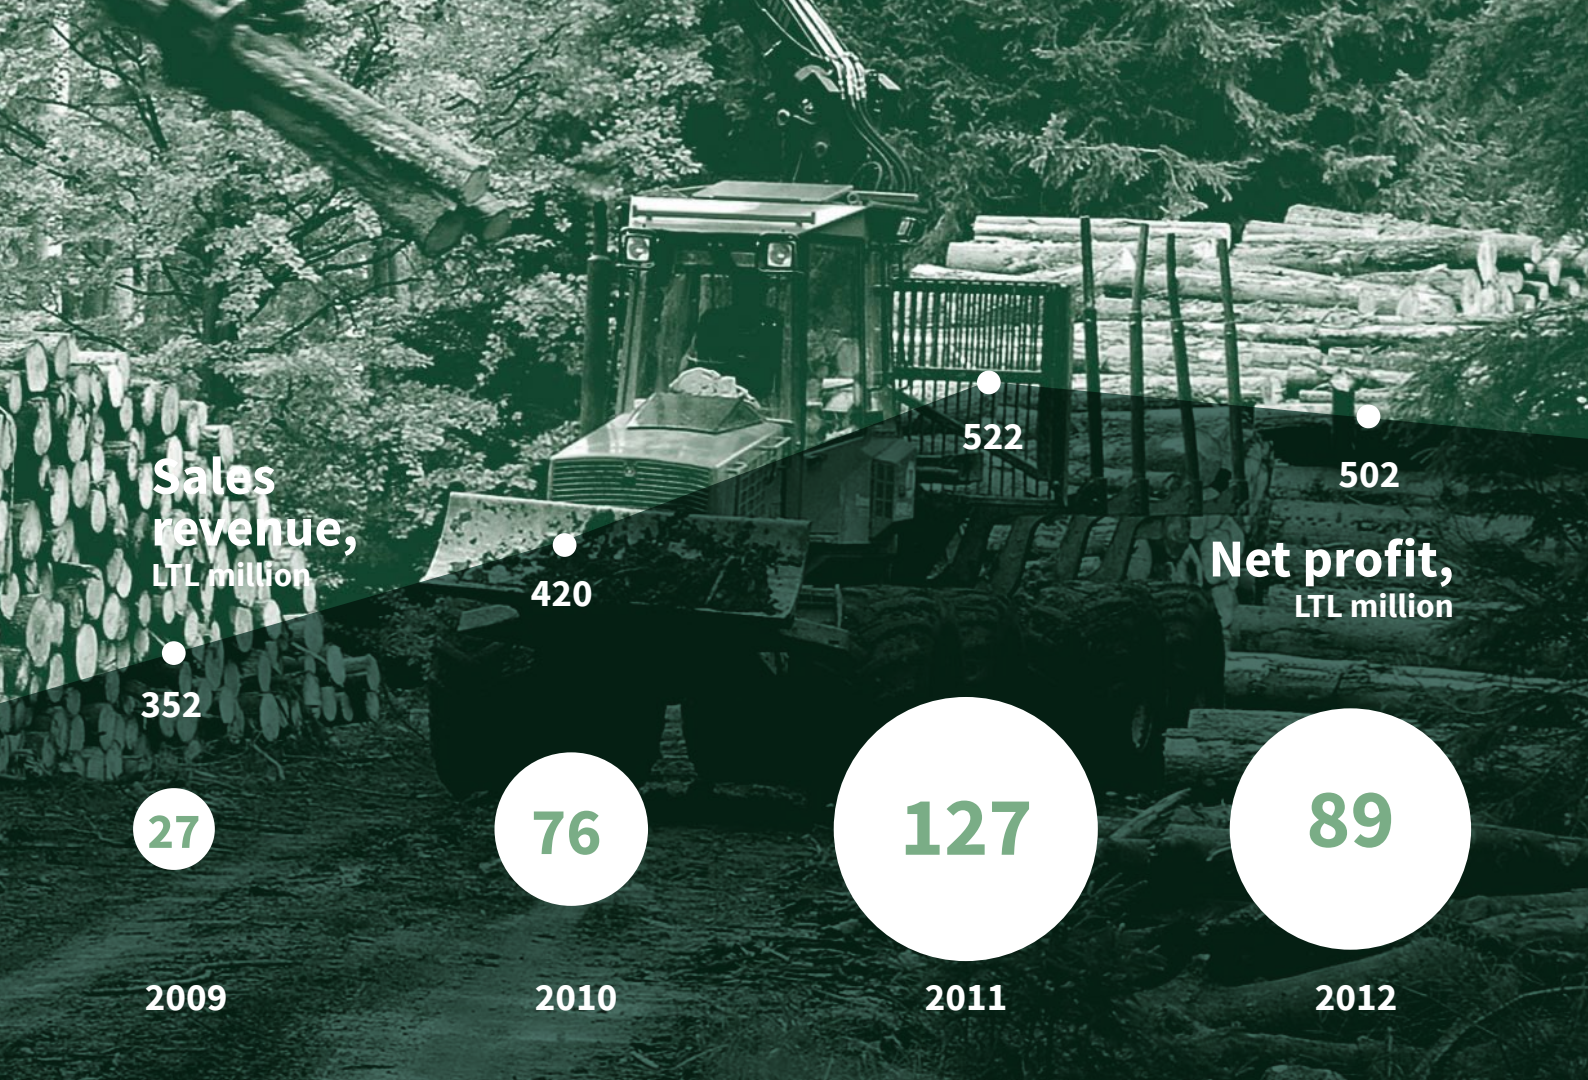 522
502
Sales
revenue,
LTL million
Net profit,
LTL million
420
352
27
76
127
89
2009
2010
2011
2012